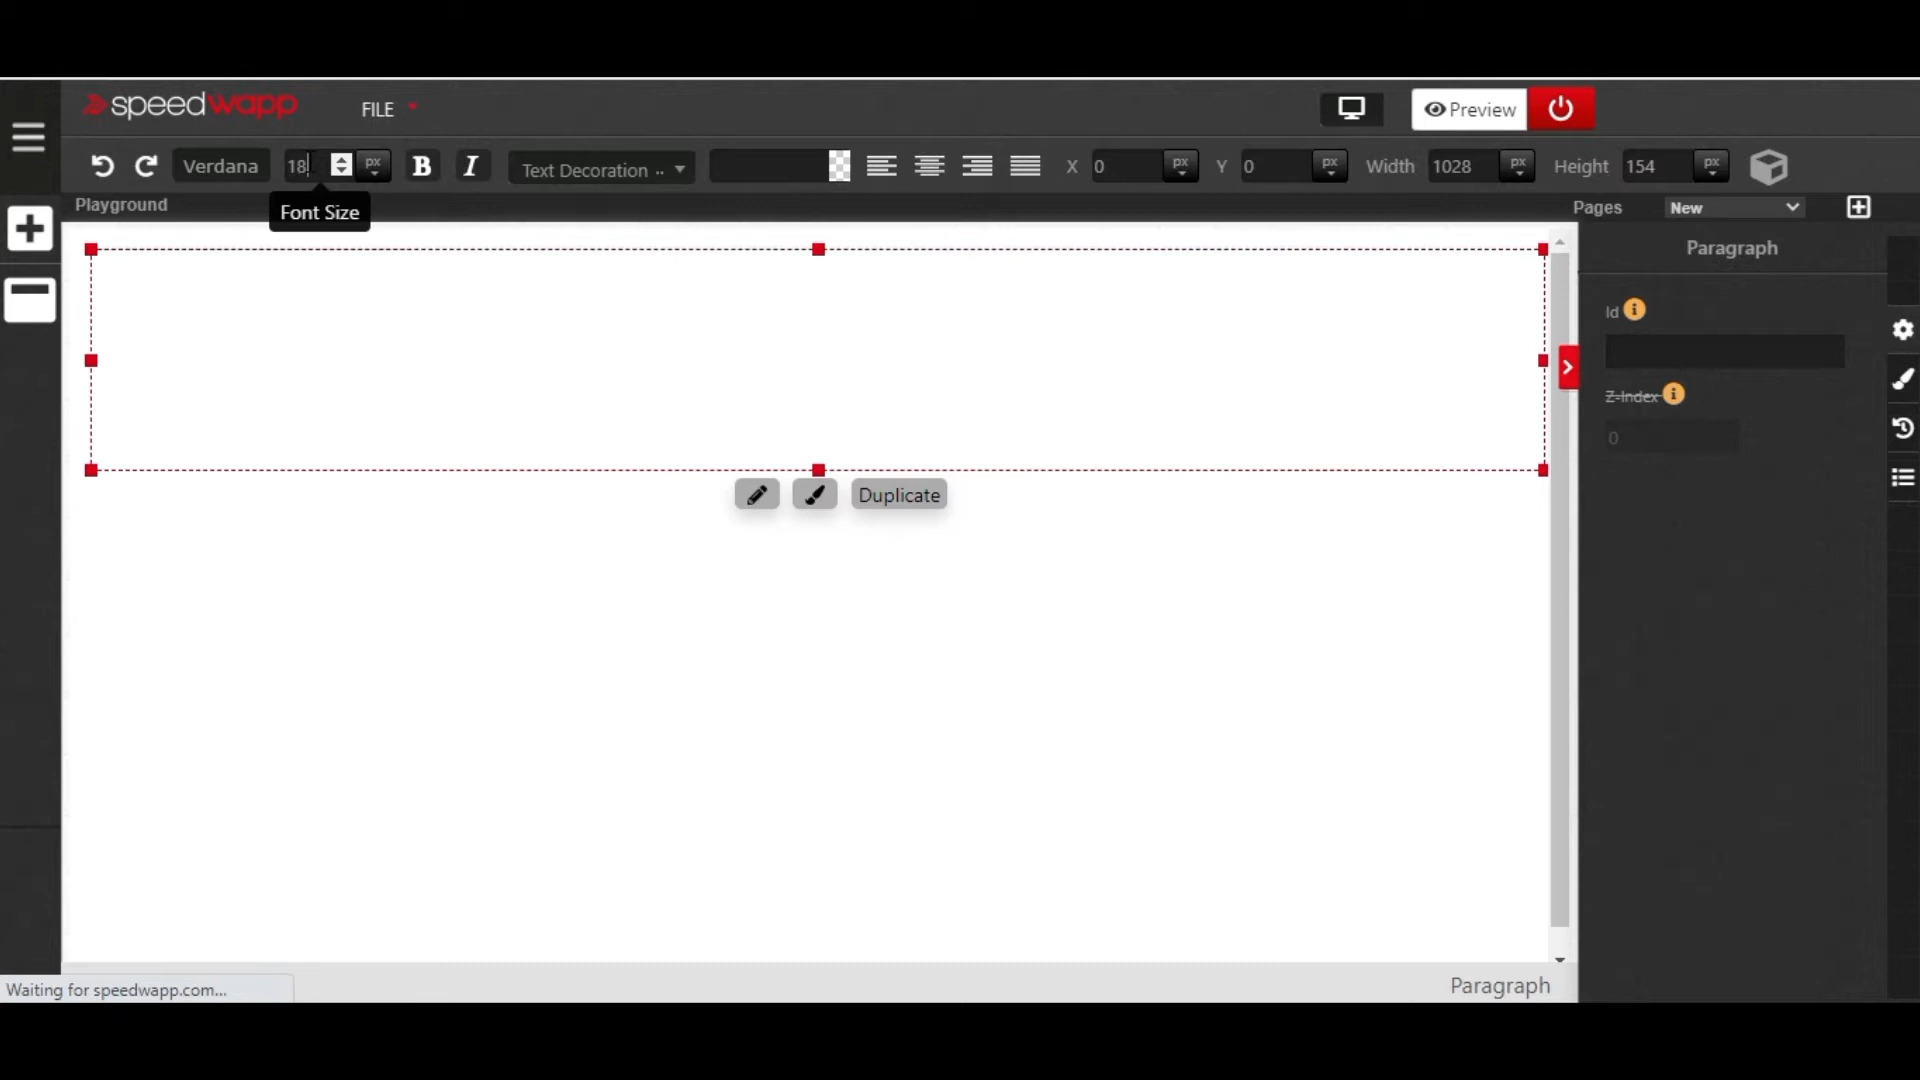 speedwapp FILE Preview
Verdana 18 px B I Text Decoration .. X 0 px Y 0 px Width 1028 px Height 154 px
Font Size
Playground
Pages New
Paragraph
Id
Z-Index
0
Duplicate
Waiting for speedwapp.com...
Paragraph